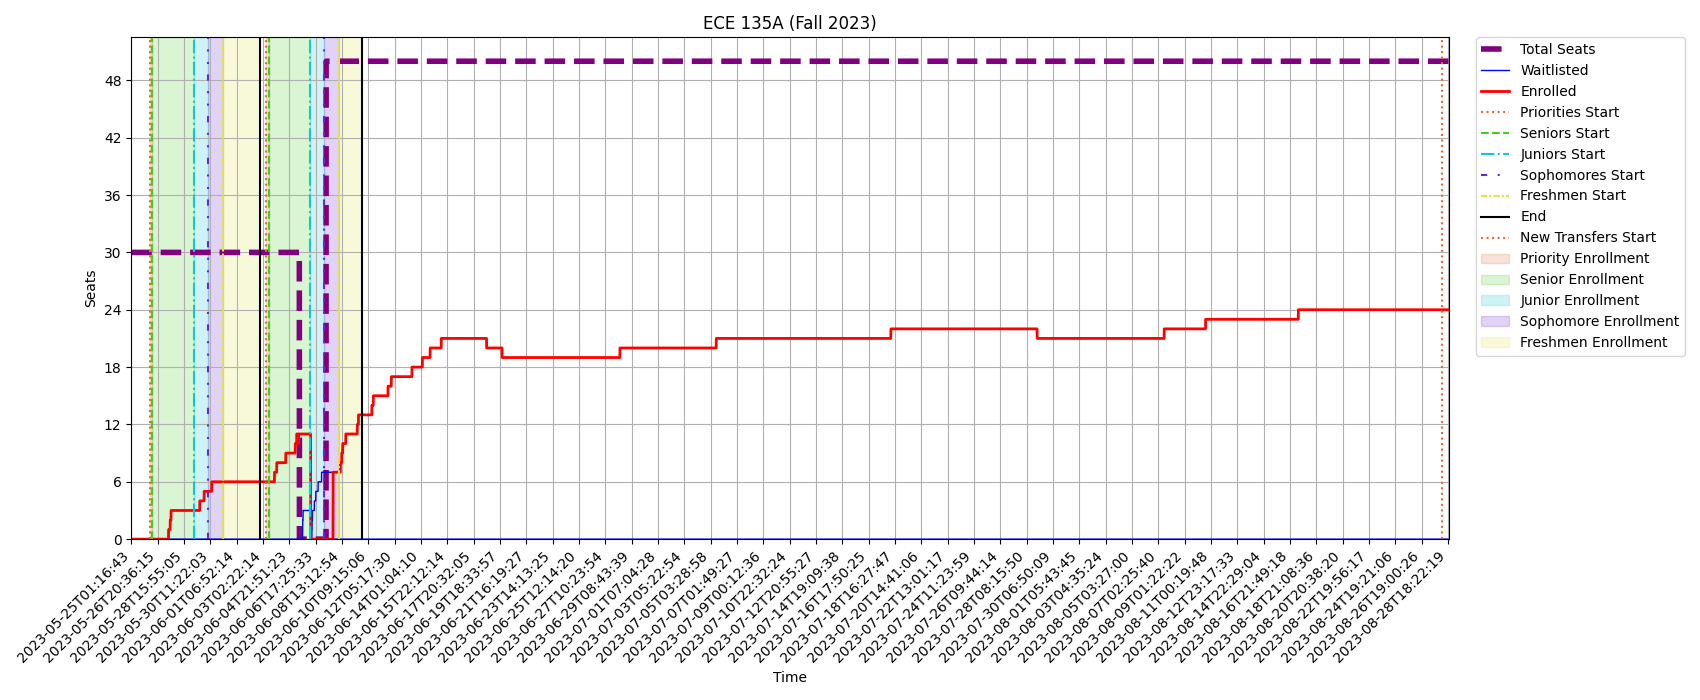 ECE 135A (Fall 2023)
Seats
48
42
36
30
24
18
12
6
0
2023-05-25T01:16:43
2023-05-26T20:36:15
2023-05-28T15:55:05
2023-05-30T11:22:03
2023-06-01T06:52:14
2023-06-03T02:22:14
2023-06-04T21:51:23
2023-06-06T17:25:33
2023-06-08T13:12:54
2023-06-10T09:15:06
2023-06-12T05:17:30
2023-06-14T01:04:10
2023-06-15T22:12:14
2023-06-17T20:32:05
2023-06-19T18:33:57
2023-06-21T16:19:27
2023-06-23T14:13:25
2023-06-25T12:14:20
2023-06-27T10:23:54
2023-06-29T08:43:39
2023-07-01T07:04:28
2023-07-03T05:22:54
2023-07-05T03:28:58
2023-07-07T01:49:27
2023-07-09T00:12:36
2023-07-10T22:32:24
2023-07-12T20:55:27
2023-07-14T19:09:38
2023-07-16T17:50:25
2023-07-18T16:27:47
2023-07-20T14:41:06
2023-07-22T13:01:17
2023-07-24T11:23:59
2023-07-26T09:44:14
2023-07-28T08:15:50
2023-07-30T06:50:09
2023-08-01T05:43:45
2023-08-03T04:35:24
2023-08-05T03:27:00
2023-08-07T02:25:40
2023-08-09T01:22:22
2023-08-11T00:19:48
2023-08-12T23:17:33
2023-08-14T22:29:04
2023-08-16T21:49:18
2023-08-18T21:08:36
2023-08-20T20:38:26
2023-08-22T19:56:17
2023-08-24T19:21:06
2023-08-26T19:00:26
2023-08-28T18:22:19
Time
Total Seats
Waitlisted
Enrolled
Priorities Start
Seniors Start
Juniors Start
Sophomores Start
Freshmen Start
End
New Transfers Start
Priority Enrollment
Senior Enrollment
Junior Enrollment
Sophomore Enrollment
Freshmen Enrollment